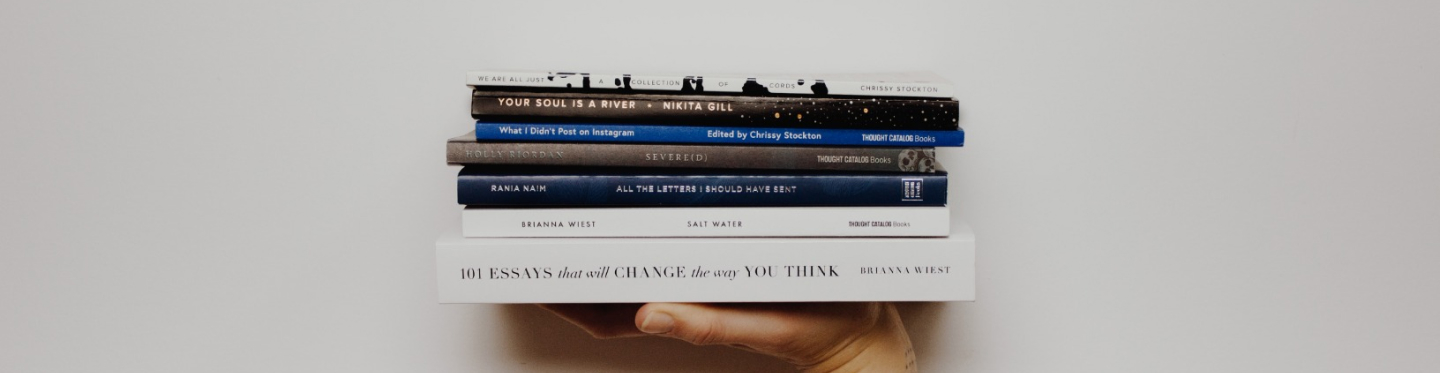 WE ARE ALL JUST A COLLECTION OF CORDS CHRISSY STOCKTON
YOUR SOUL IS A RIVER • NIKITA GILL
What I Didn't Post on Instagram Edited by Chrissy Stockton THOUGHT CATALOG Books
HOLLY RIORDAN SEVERE(D) THOUGHT CATALOG Books
RANIA NAIM ALL THE LETTERS I SHOULD HAVE SENT
BRIANNA WIEST SALT WATER THOUGHT CATALOG Books
101 ESSAYS that will CHANGE the way YOU THINK BRIANNA WIEST